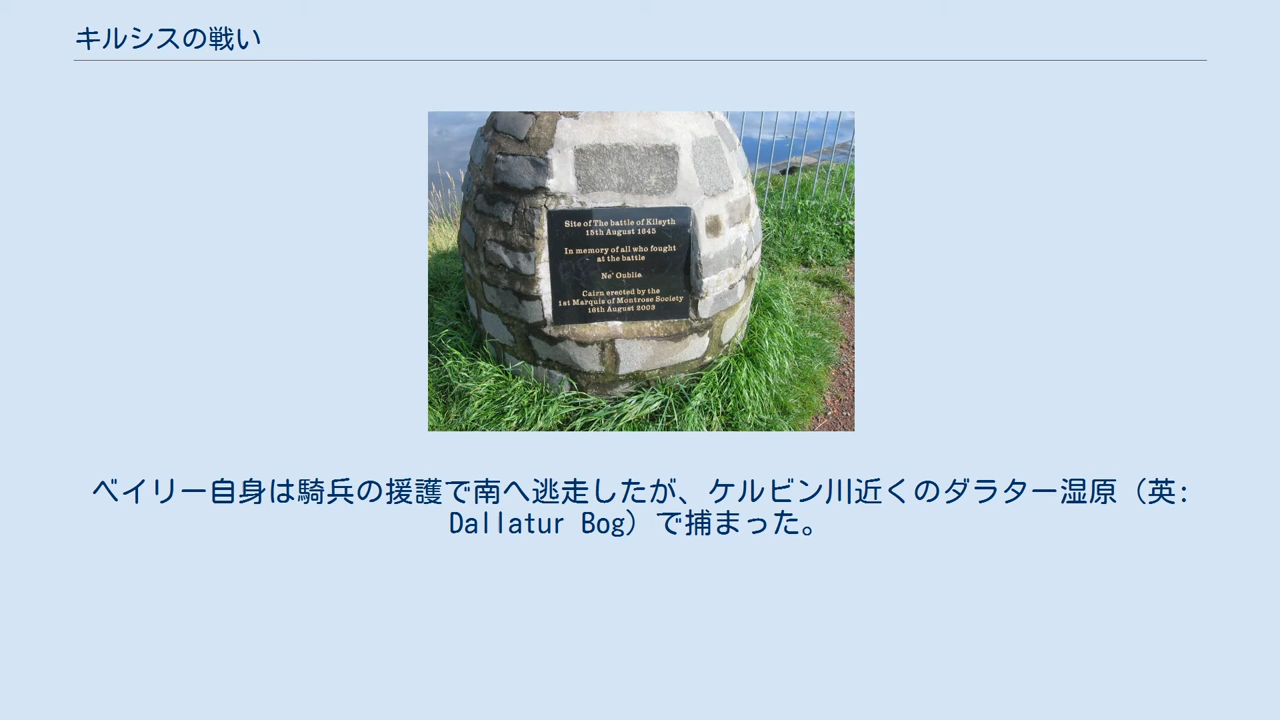 キルシスの戦い
Site of The battle of Kilsyth
15th August 1645
In memory of all who fought
at the battle
Ne' Oublie
Cairn erected by the
1st Marquis of Montrose Society
16th August 2003
ベイリー自身は騎兵の援護で南へ逃走したが、ケルビン川近くのダラター湿原（英:
Dallatur Bog）で捕まった。